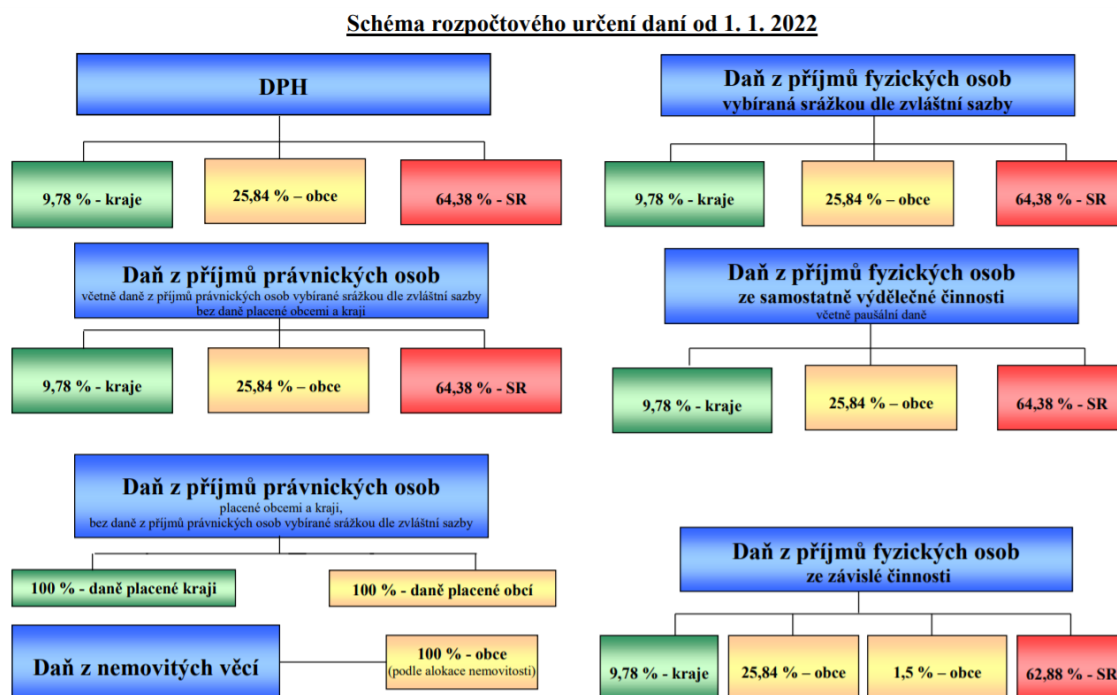 Schéma rozpočtového určení daní od 1. 1. 2022
DPH
9,78 % - kraje
25,84 % – obce
64,38 % - SR
Daň z příjmů fyzických osob
vybíraná srážkou dle zvláštní sazby
9,78 % - kraje
25,84 % – obce
64,38 % - SR
Daň z příjmů právnických osob
včetně daně z příjmů právnických osob vybírané srážkou dle zvláštní sazby
bez daně placené obcemi a kraji
9,78 % - kraje
25,84 % – obce
64,38 % - SR
Daň z příjmů fyzických osob
ze samostatně výdělečné činnosti
včetně paušální daně
9,78 % - kraje
25,84 % – obce
64,38 % - SR
Daň z příjmů právnických osob
placené obcemi a kraji,
bez daně z příjmů právnických osob vybírané srážkou dle zvláštní sazby
100 % - daně placené kraji
100 % - daně placené obcí
Daň z nemovitých věcí
100 % - obce
(podle alokace nemovitosti)
Daň z příjmů fyzických osob
ze závislé činnosti
9,78 % - kraje
25,84 % – obce
1,5 % – obce
62,88 % - SR